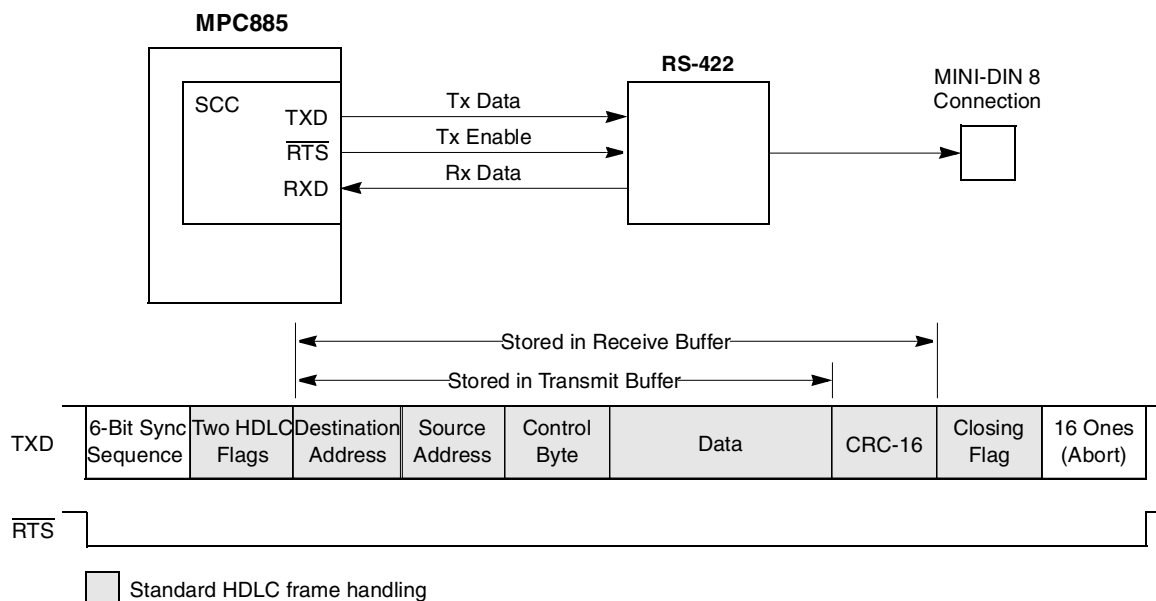 MPC885
RS-422
MINI-DIN 8
Connection
SCC
TXD
RTS
RXD
Tx Data
Tx Enable
Rx Data
Stored in Receive Buffer
Stored in Transmit Buffer
TXD
6-Bit Sync
Sequence
Two HDLC
Flags
Destination
Address
Source
Address
Control
Byte
Data
CRC-16
Closing
Flag
16 Ones
(Abort)
RTS
Standard HDLC frame handling